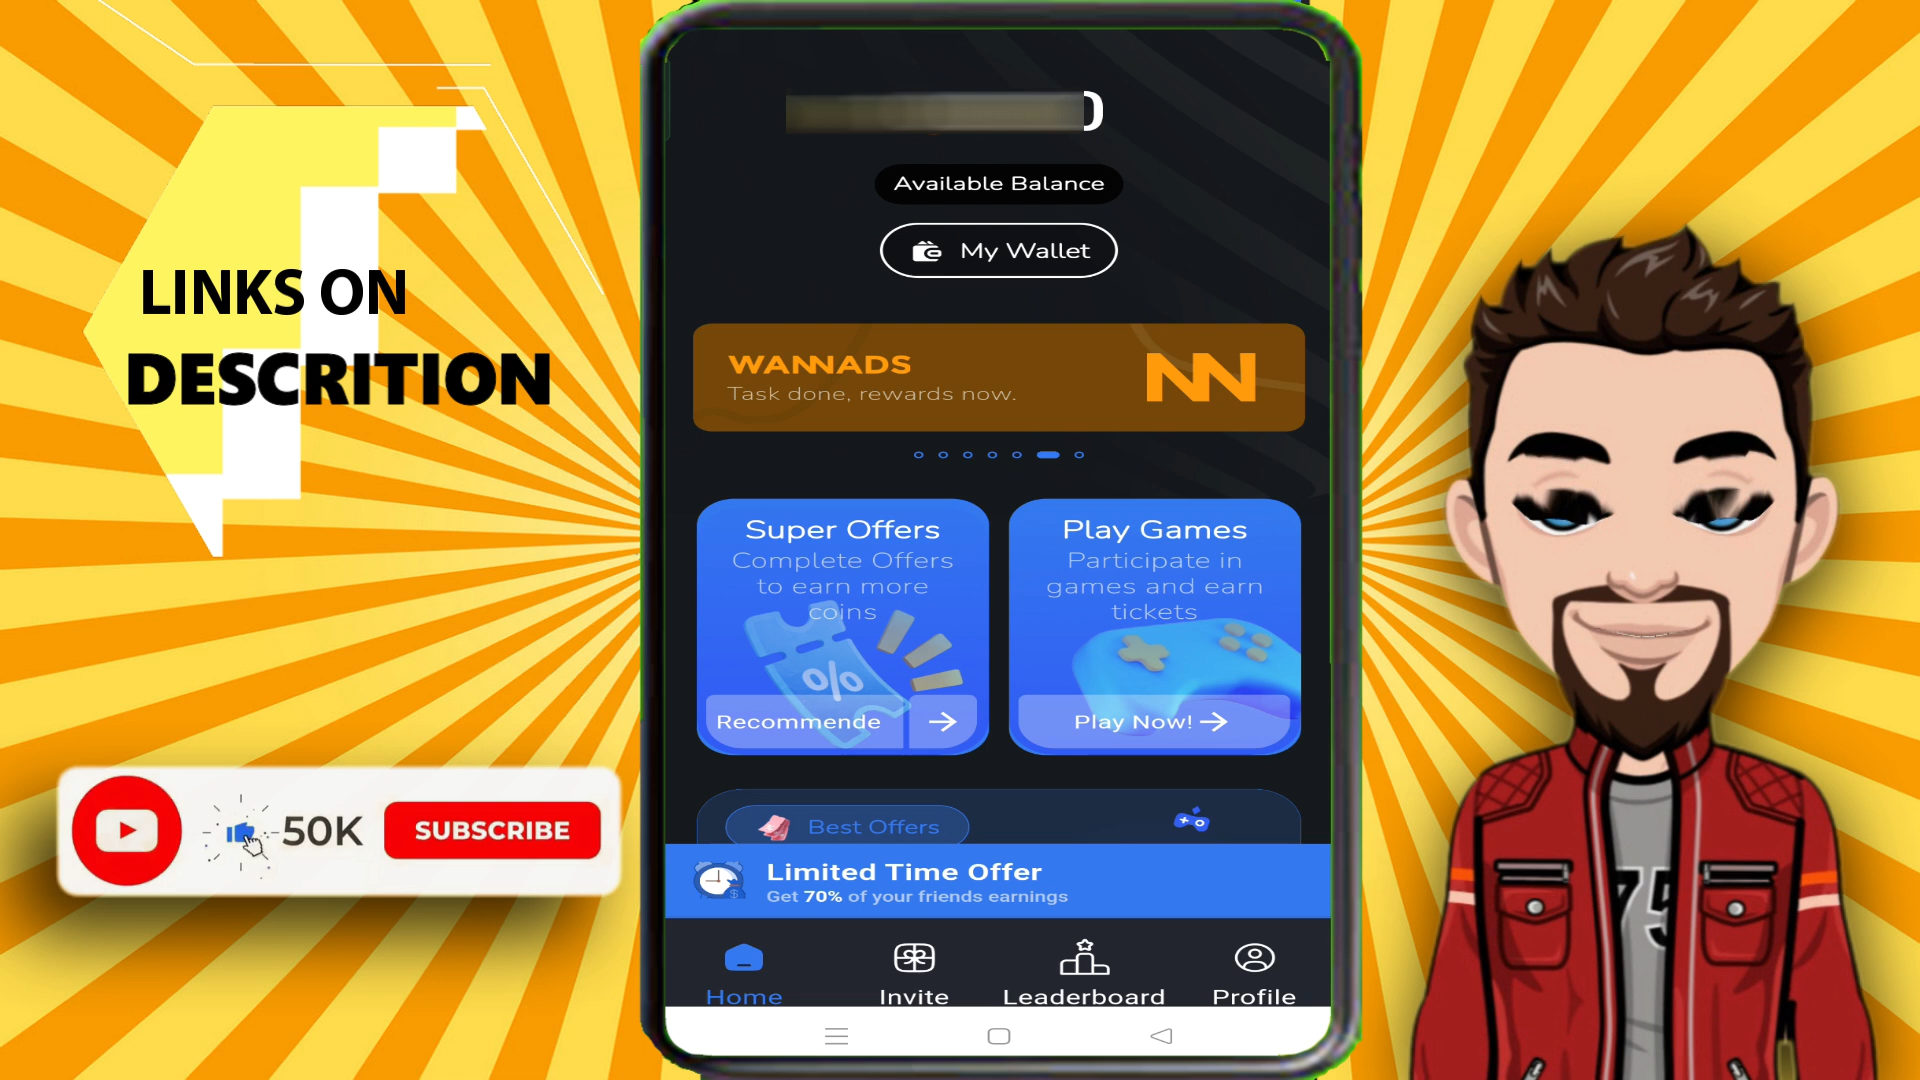 LINKS ON
DESCRITION
50K
SUBSCRIBE
Available Balance
My Wallet
WANNADS
Task done, rewards now.
Super Offers
Complete Offers
to earn more
coins
%
Recommende
Play Games
Participate in
games and earn
tickets
Play Now!
Best Offers
Limited Time Offer
Get 70% of your friends earnings
Home
Invite
Leaderboard
Profile
75